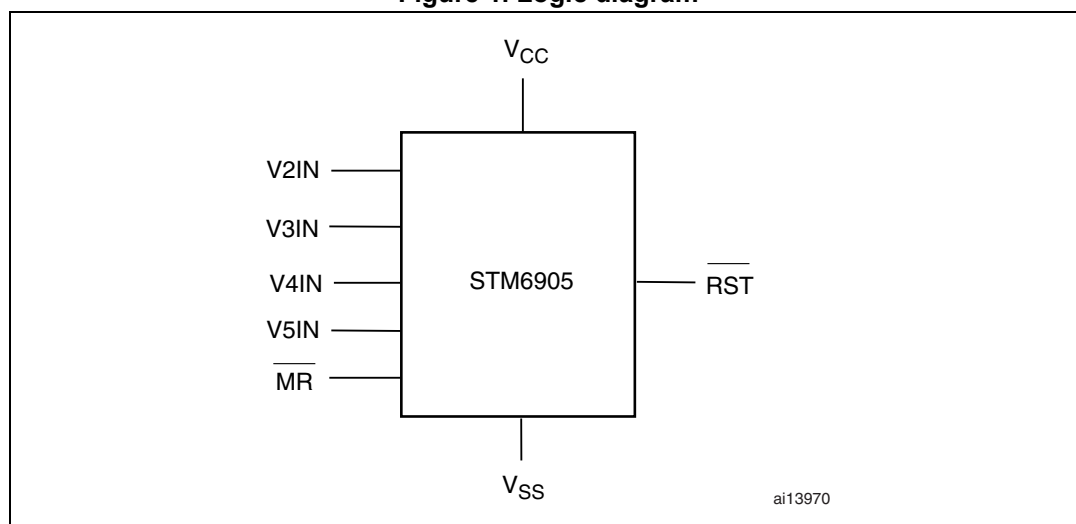 Figure 1. Logic diagram
VCC
V2IN
V3IN
V4IN
STM6905
RST
V5IN
MR
VSS
ai13970